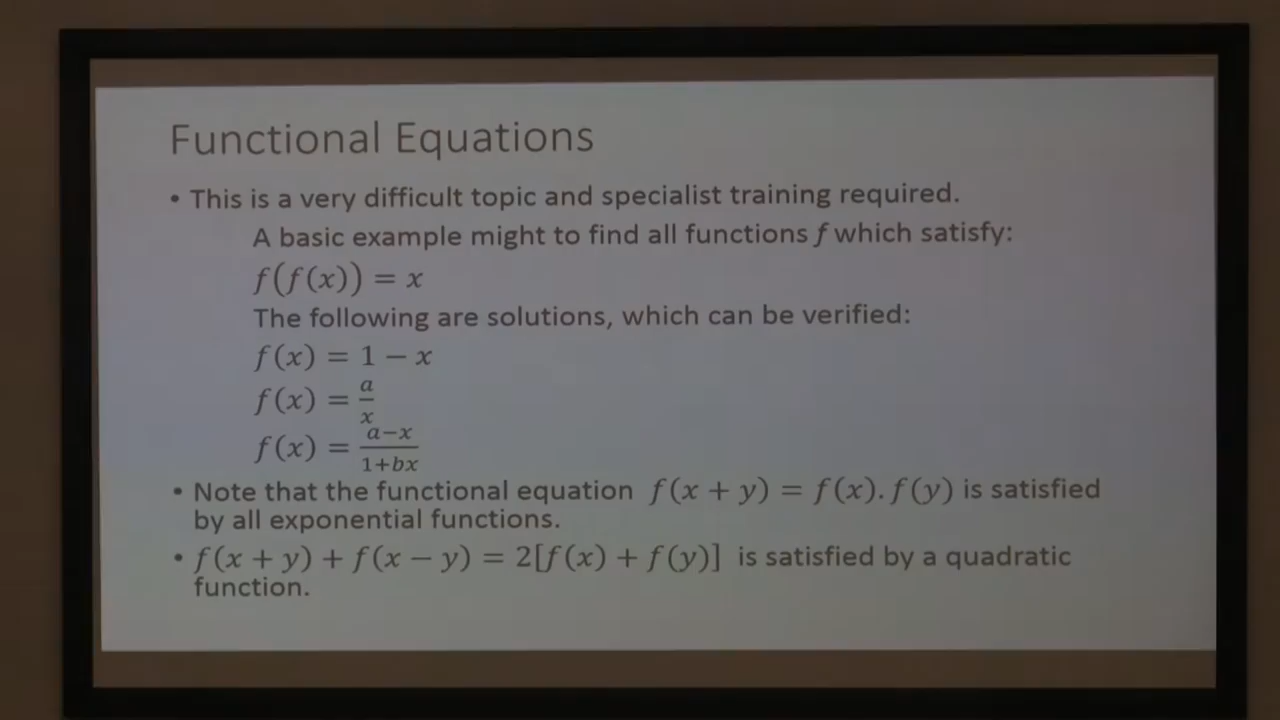 Functional Equations
• This is a very difficult topic and specialist training required.
A basic example might to find all functions f which satisfy:
f(f(x)) = x
The following are solutions, which can be verified:
f(x) = 1 − x
f(x) = a/x
f(x) = (a−x)/(1+bx)
• Note that the functional equation f(x + y) = f(x). f(y) is satisfied
by all exponential functions.
• f(x + y) + f(x − y) = 2[f(x) + f(y)] is satisfied by a quadratic
function.